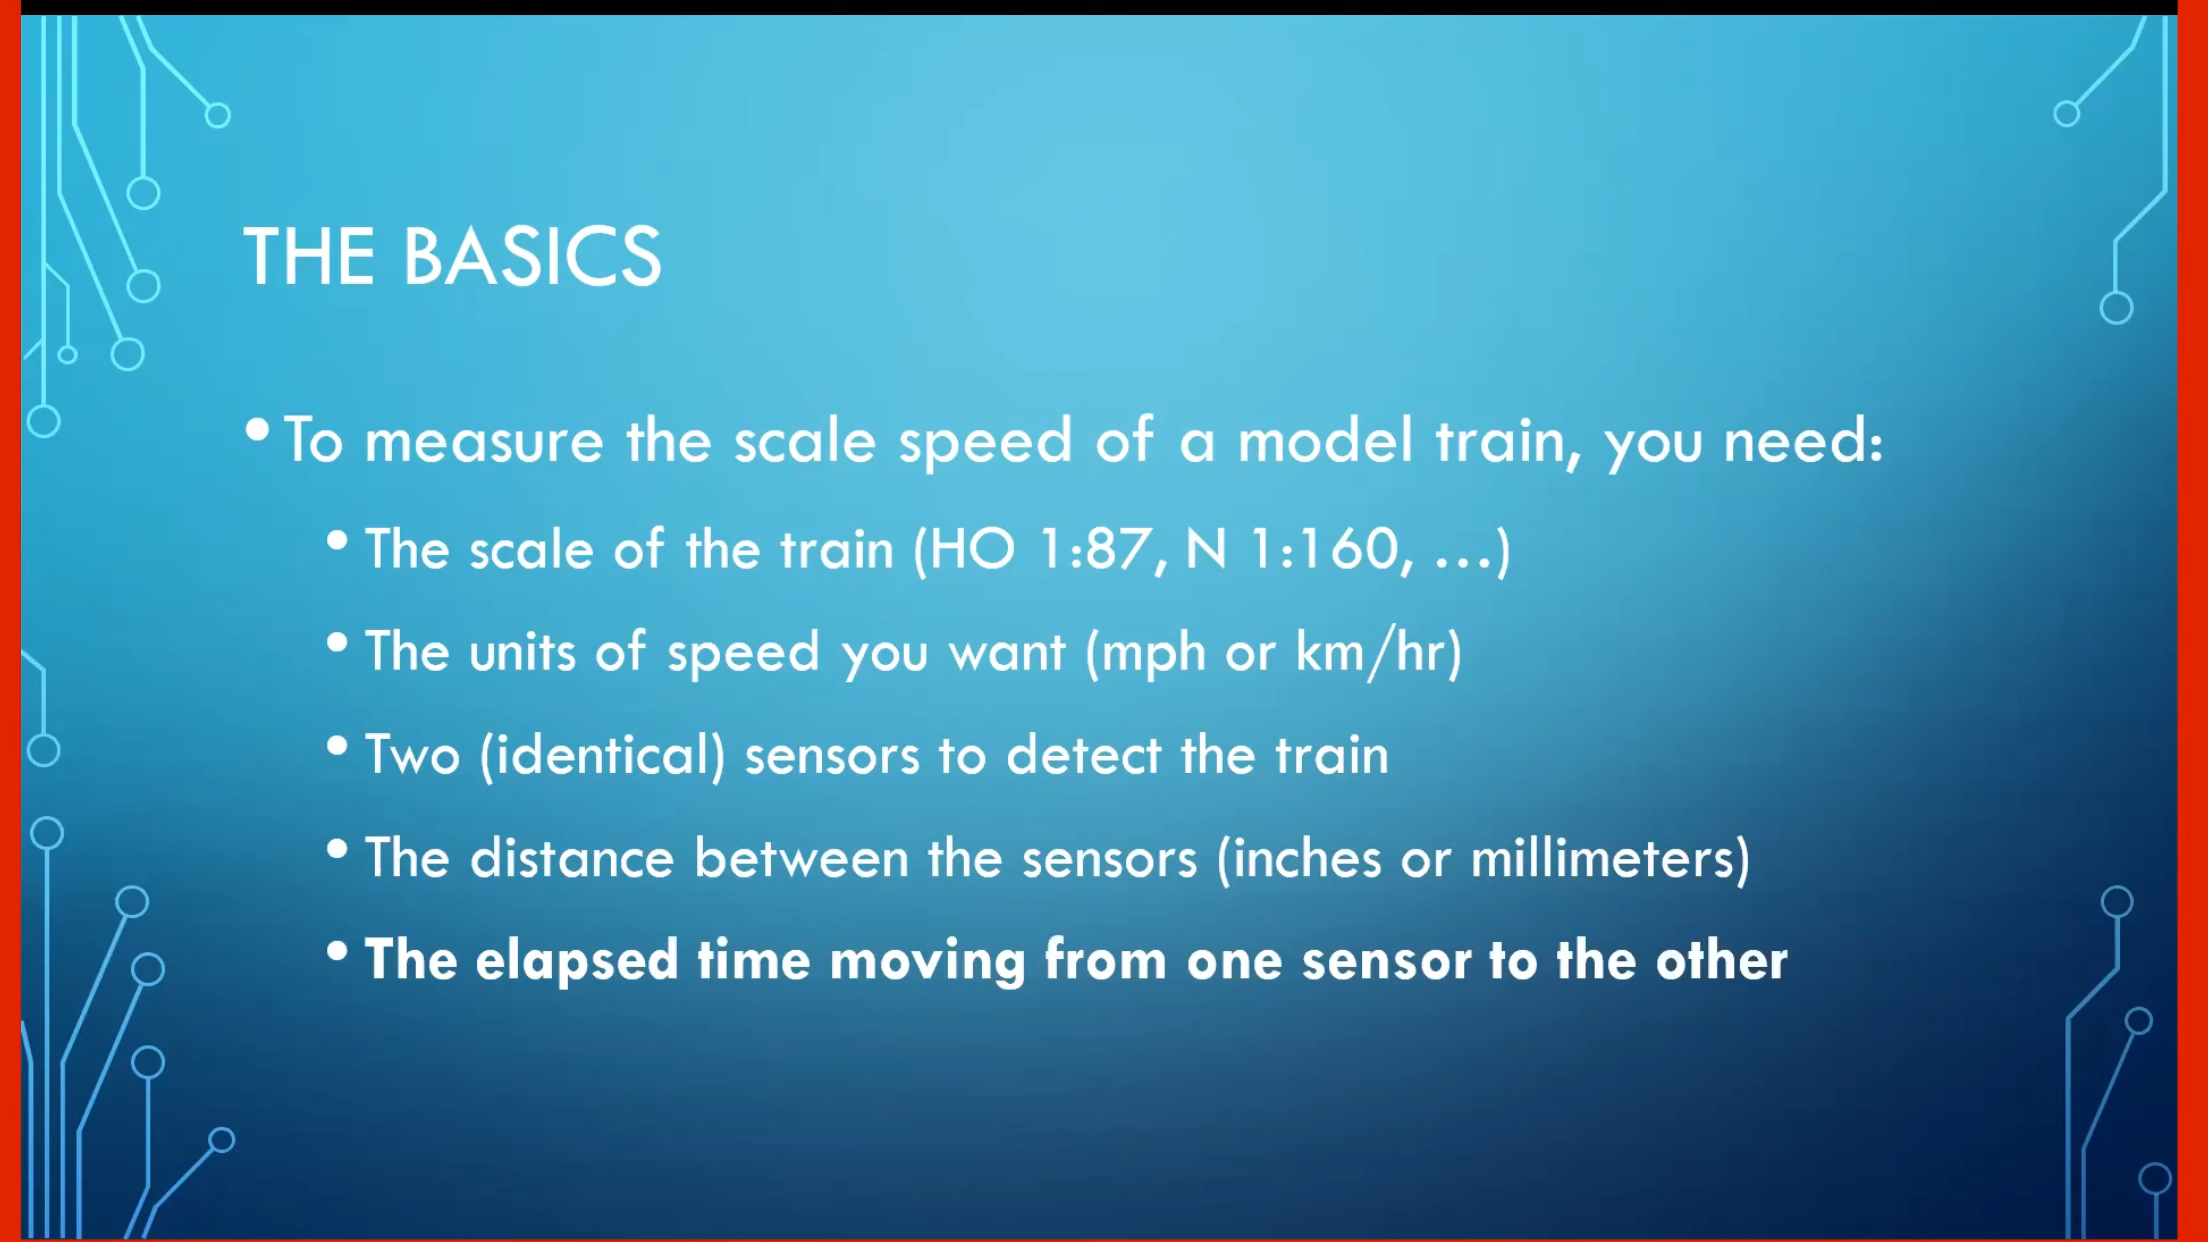 THE BASICS
• To measure the scale speed of a model train, you need:
• The scale of the train (HO 1:87, N 1:160, ...)
• The units of speed you want (mph or km/hr)
• Two (identical) sensors to detect the train
• The distance between the sensors (inches or millimeters)
• The elapsed time moving from one sensor to the other